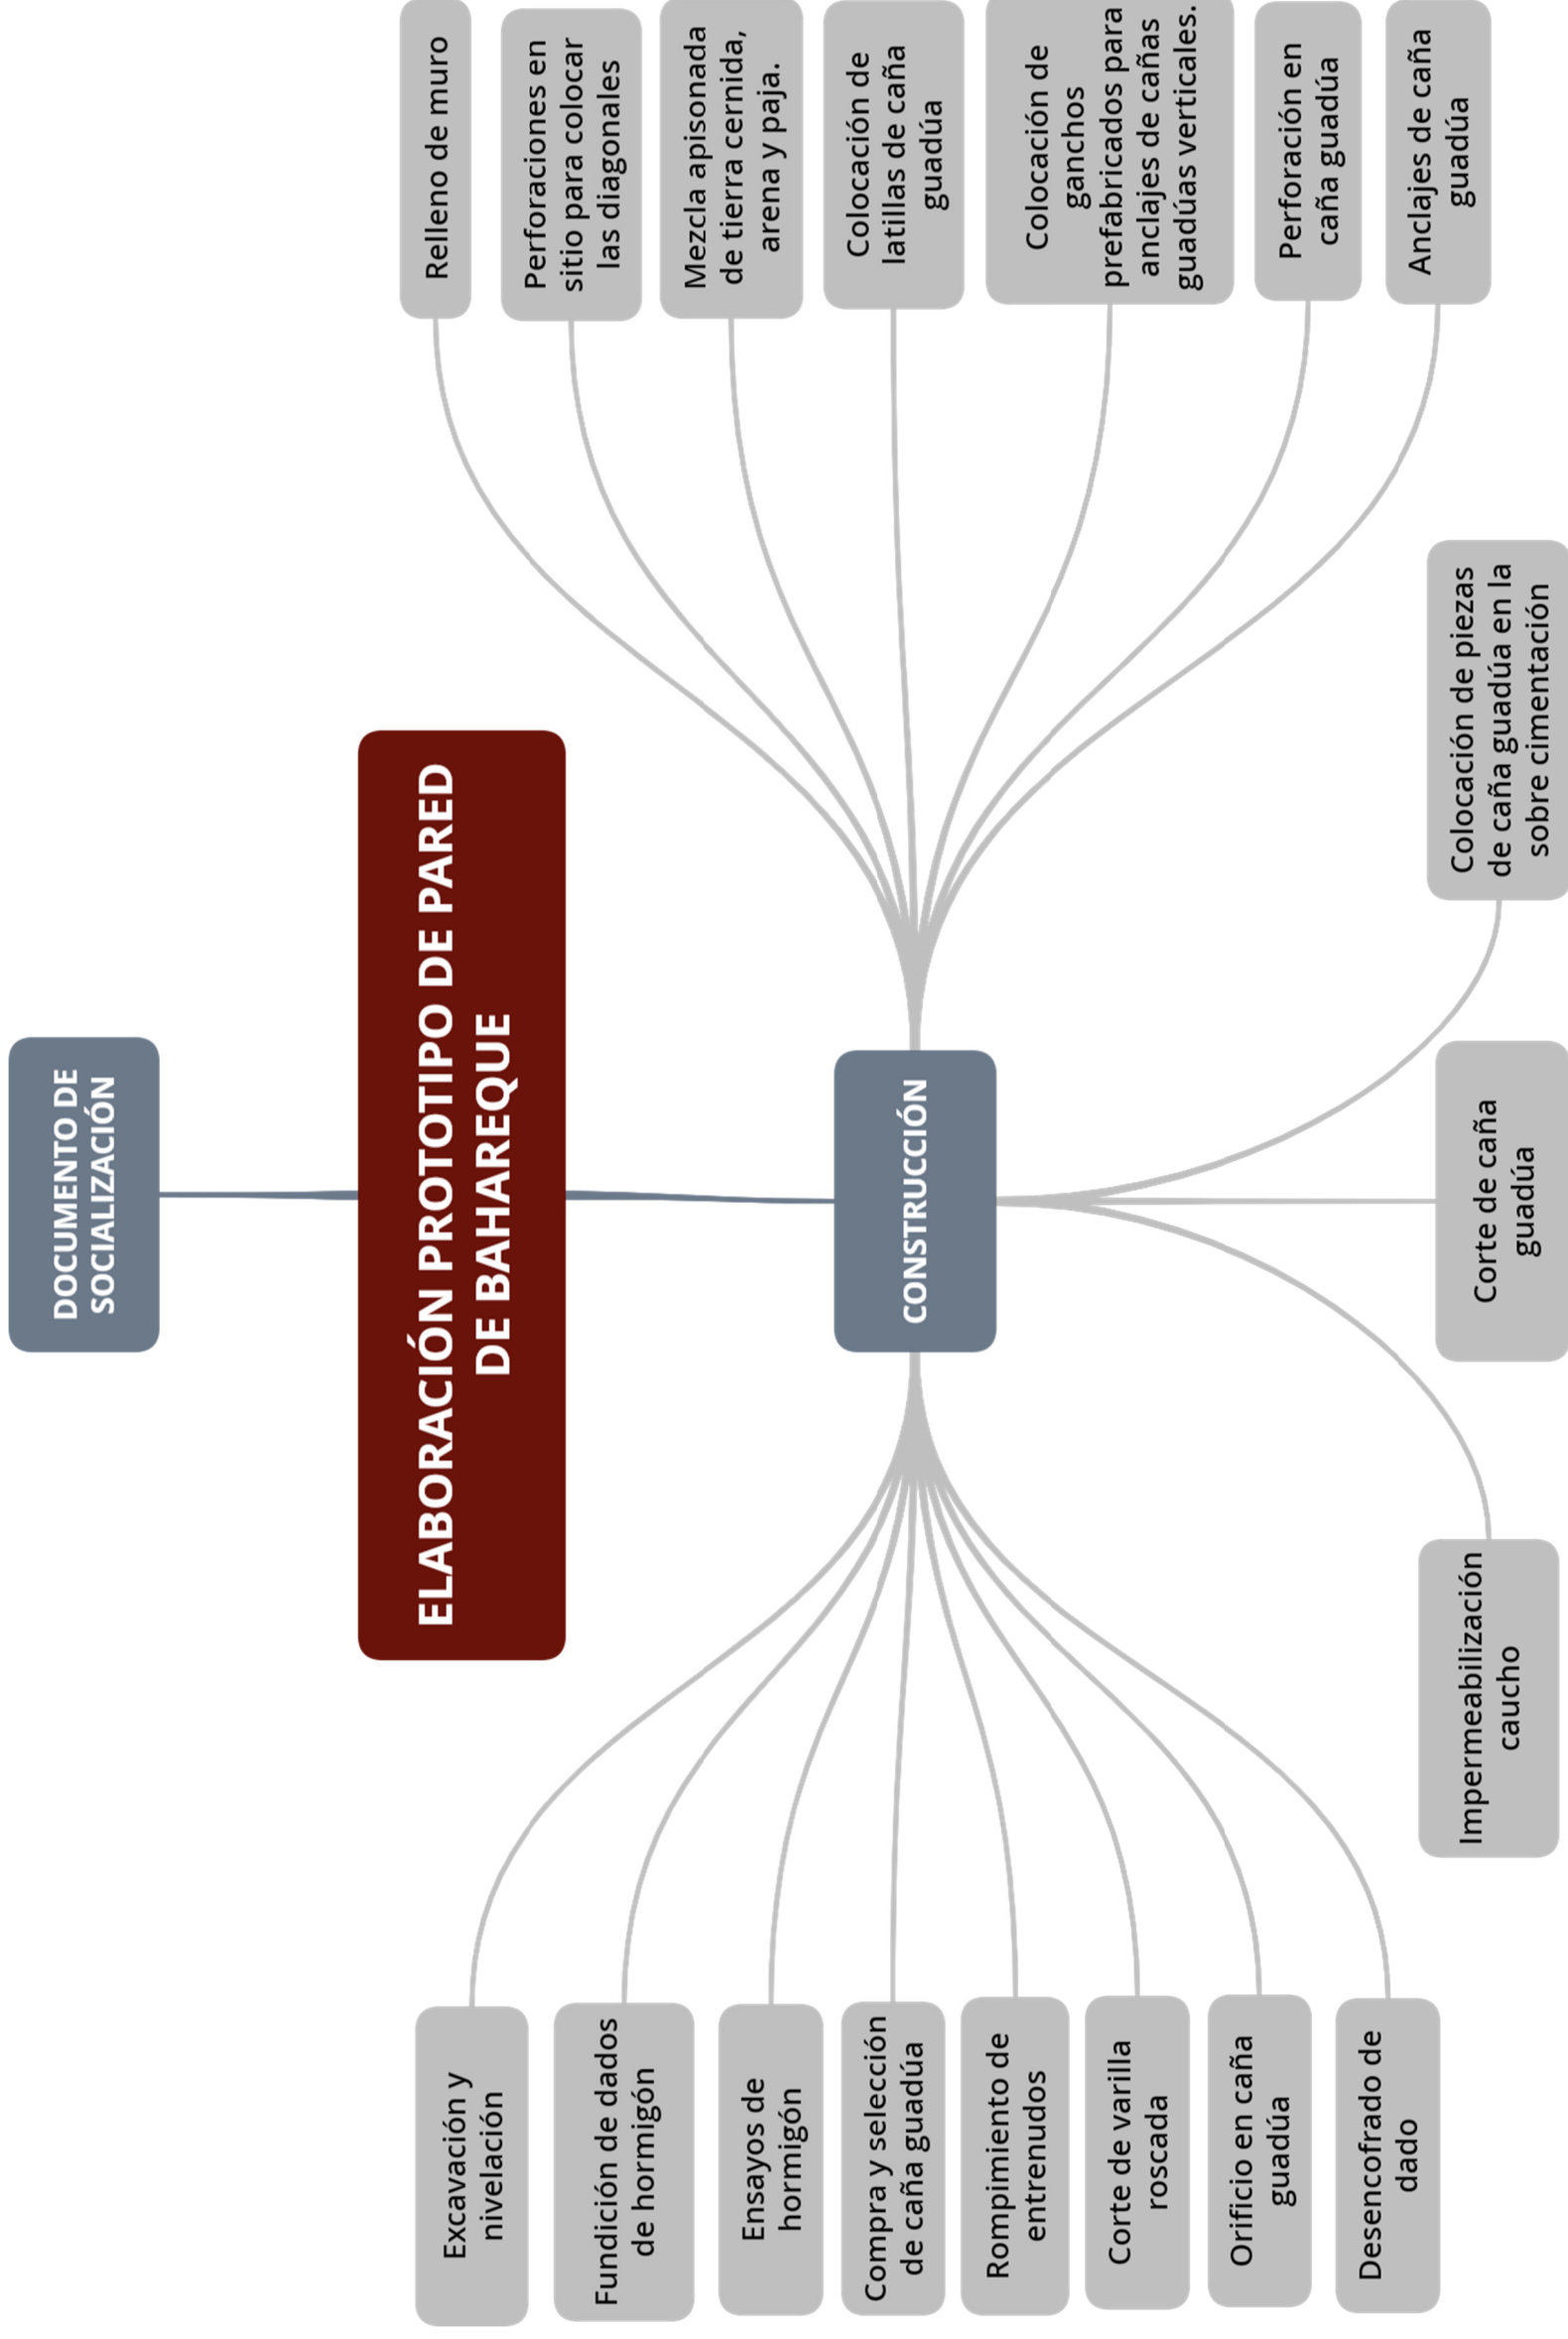 DOCUMENTO DE
SOCIALIZACIÓN
ELABORACIÓN PROTOTIPO DE PARED
DE BAHAREQUE
CONSTRUCCIÓN
Excavación y
nivelación
Fundición de dados
de hormigón
Ensayos de
hormigón
Compra y selección
de caña guadúa
Rompimiento de
entrenudos
Corte de varilla
roscada
Orificio en caña
guadúa
Desencofrado de
dado
Impermeabilización
caucho
Corte de caña
guadúa
Colocación de piezas
de caña guadúa en la
sobre cimentación
Relleno de muro
Perforaciones en
sitio para colocar
las diagonales
Mezcla apisonada
de tierra cernida,
arena y paja.
Colocación de
latillas de caña
guadúa
Colocación de
ganchos
prefabricados para
anclajes de cañas
guadúas verticales.
Perforación en
caña guadúa
Anclajes de caña
guadúa